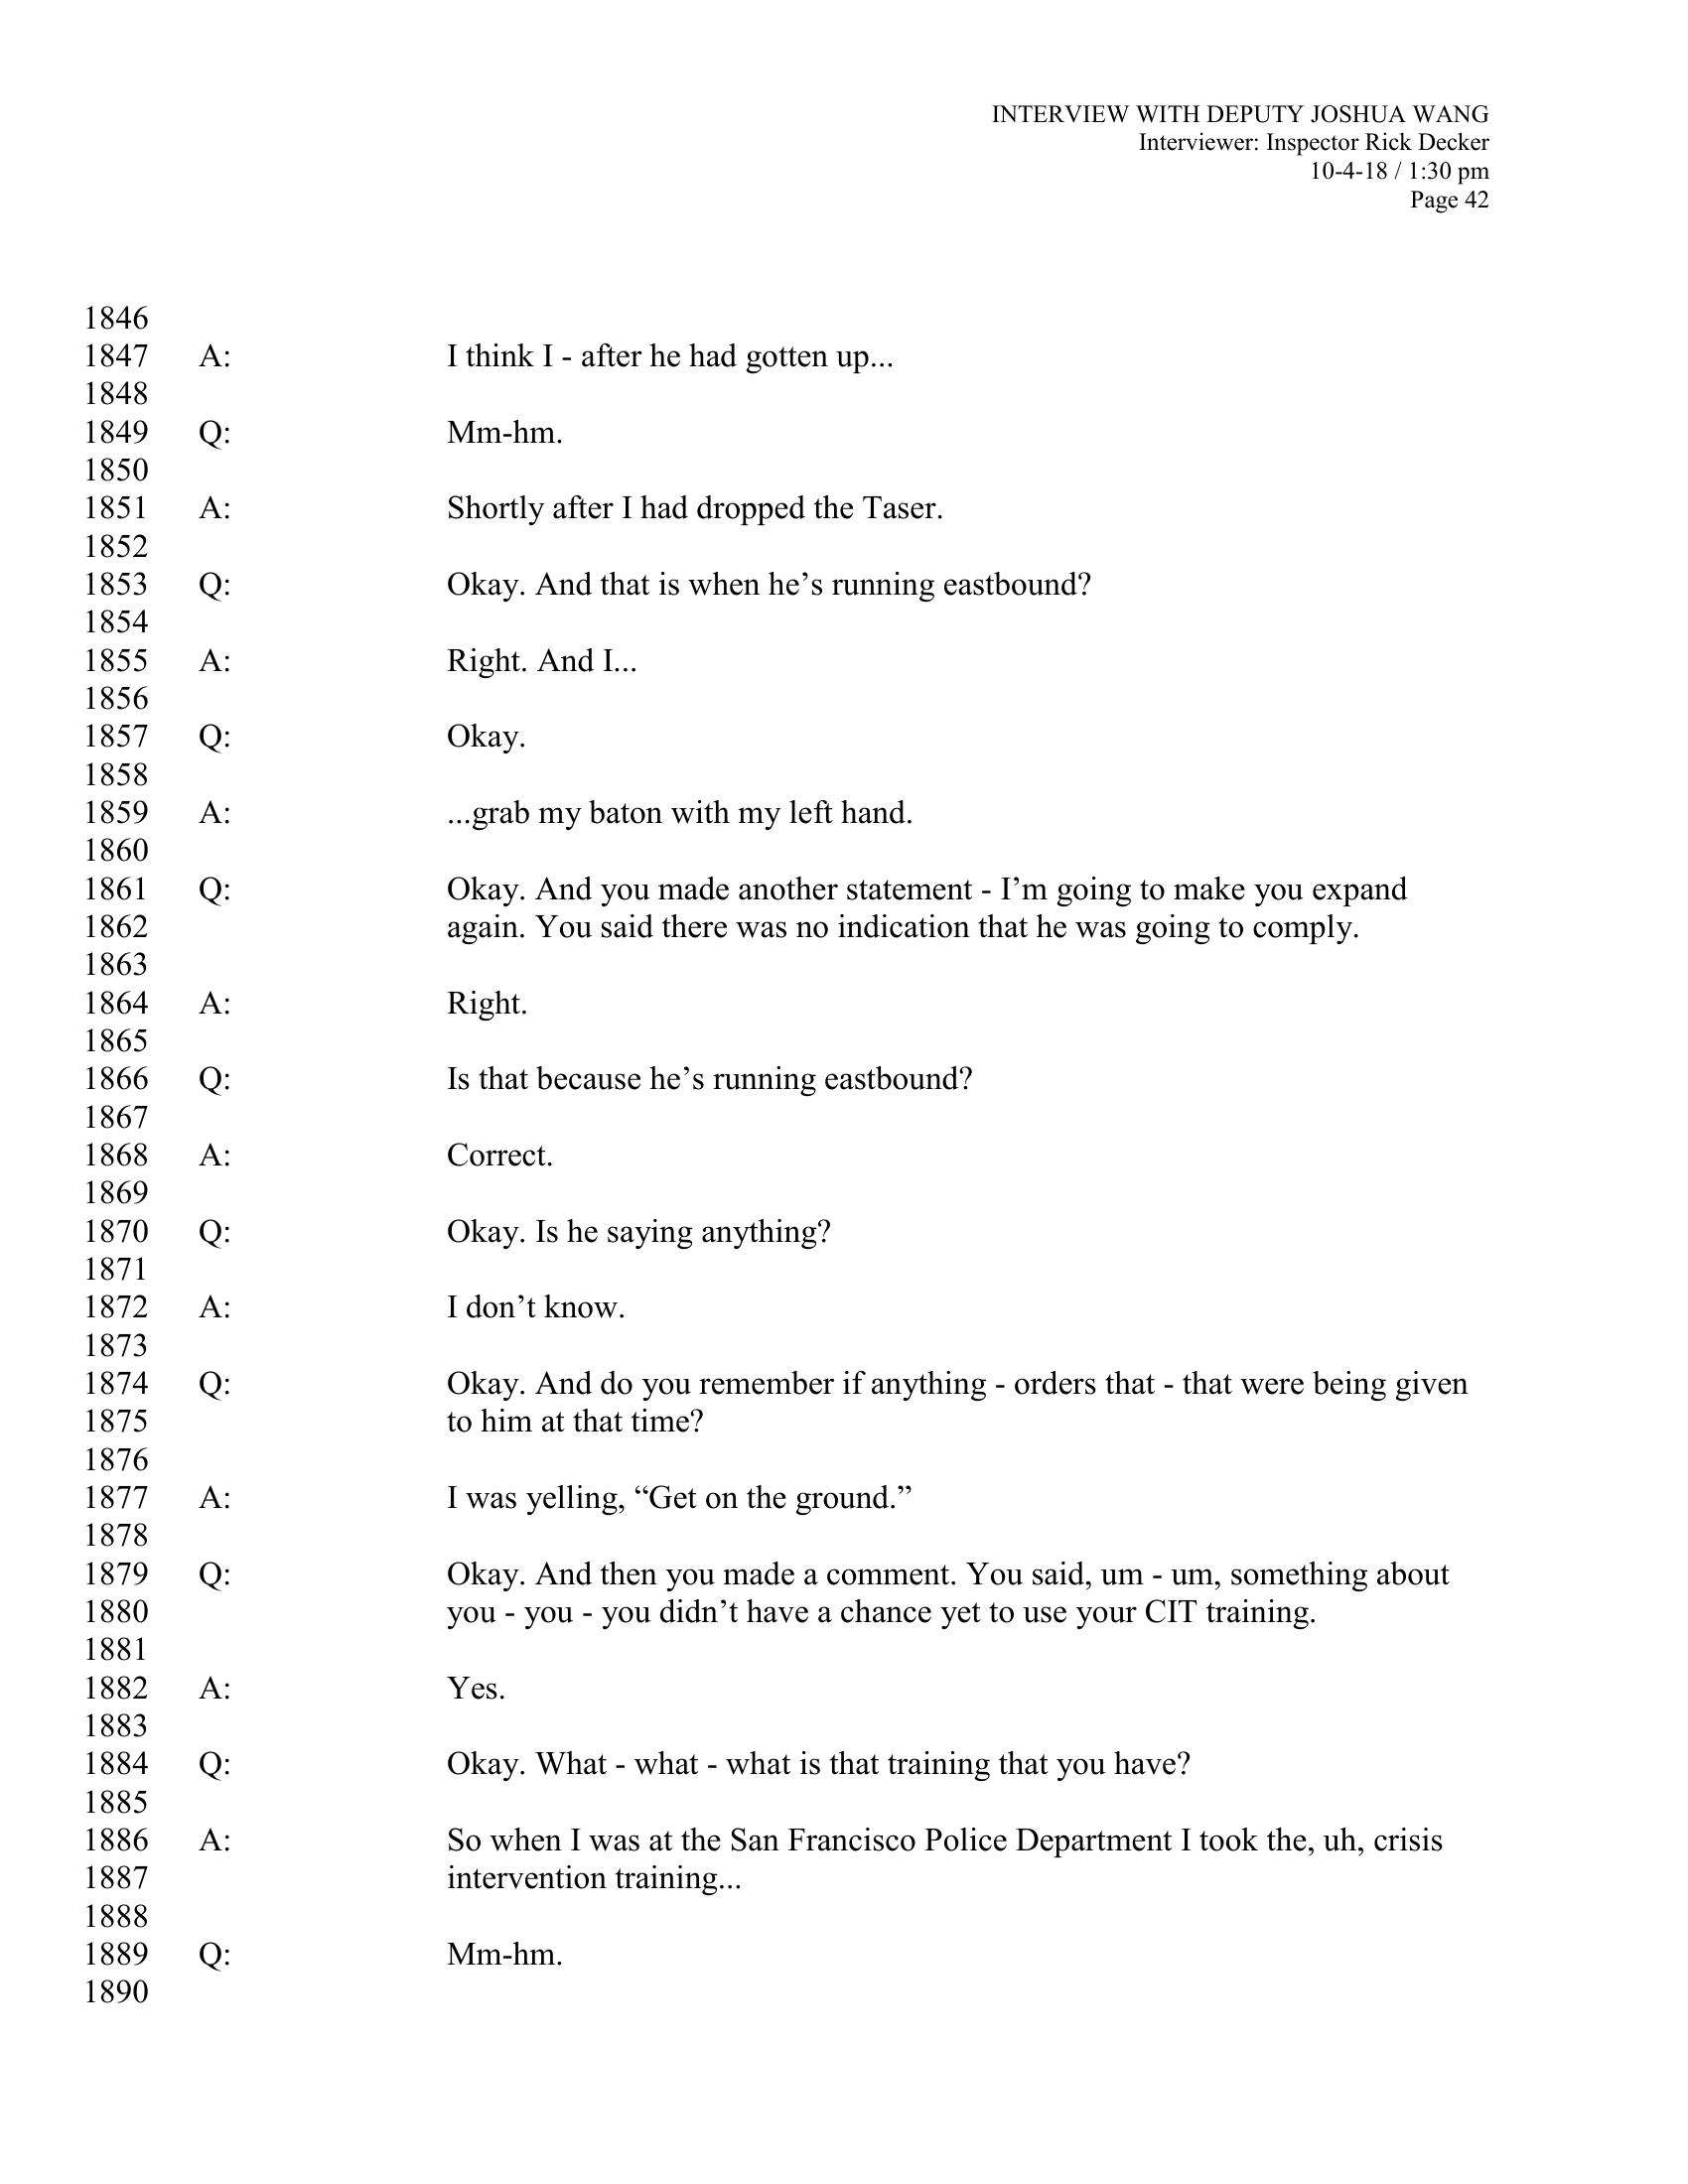 INTERVIEW WITH DEPUTY JOSHUA WANG
Interviewer: Inspector Rick Decker
10-4-18 / 1:30 pm
Page 42
1846
1847 A: I think I - after he had gotten up...
1848
1849 Q: Mm-hm.
1850
1851 A: Shortly after I had dropped the Taser.
1852
1853 Q: Okay. And that is when he’s running eastbound?
1854
1855 A: Right. And I...
1856
1857 Q: Okay.
1858
1859 A: ...grab my baton with my left hand.
1860
1861 Q: Okay. And you made another statement - I’m going to make you expand
1862 again. You said there was no indication that he was going to comply.
1863
1864 A: Right.
1865
1866 Q: Is that because he’s running eastbound?
1867
1868 A: Correct.
1869
1870 Q: Okay. Is he saying anything?
1871
1872 A: I don’t know.
1873
1874 Q: Okay. And do you remember if anything - orders that - that were being given
1875 to him at that time?
1876
1877 A: I was yelling, “Get on the ground.”
1878
1879 Q: Okay. And then you made a comment. You said, um - um, something about
1880 you - you - you didn’t have a chance yet to use your CIT training.
1881
1882 A: Yes.
1883
1884 Q: Okay. What - what - what is that training that you have?
1885
1886 A: So when I was at the San Francisco Police Department I took the, uh, crisis
1887 intervention training...
1888
1889 Q: Mm-hm.
1890